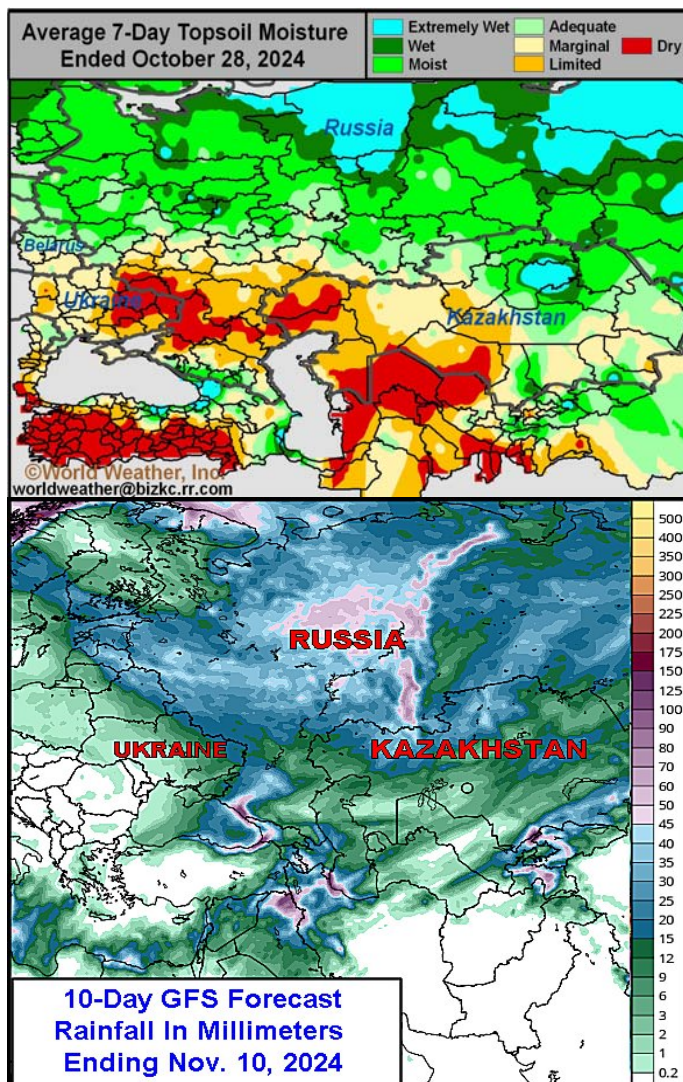 Average 7-Day Topsoil Moisture
Ended October 28, 2024
Extremely Wet
Wet
Moist
Adequate
Marginal
Limited
Dry
Russia
Belarus
Ukraine
Kazakhstan
©World Weather, Inc.
worldweather@bizkc.rr.com
RUSSIA
UKRAINE
KAZAKHSTAN
500
400
350
300
250
225
200
175
150
125
100
90
80
70
60
50
45
40
35
30
25
20
15
12
9
6
3
2
1
0.2
10-Day GFS Forecast
Rainfall In Millimeters
Ending Nov. 10, 2024